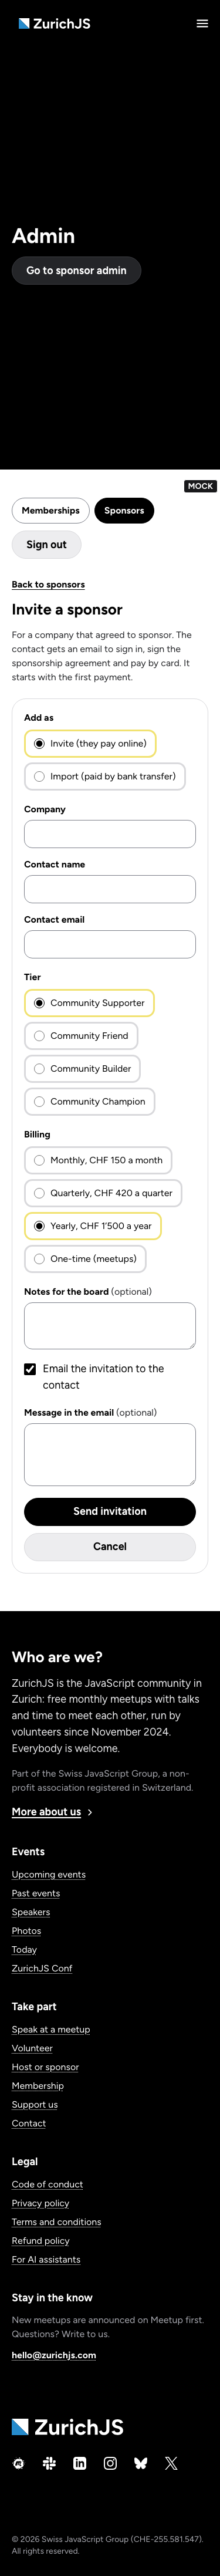 ZurichJS
Admin
Go to sponsor admin
MOCK
Memberships
Sponsors
Sign out
Back to sponsors
Invite a sponsor
For a company that agreed to sponsor. The
contact gets an email to sign in, sign the
sponsorship agreement and pay by card. It
starts with the first payment.
Add as
Invite (they pay online)
Import (paid by bank transfer)
Company
Contact name
Contact email
Tier
Community Supporter
Community Friend
Community Builder
Community Champion
Billing
Monthly, CHF 150 a month
Quarterly, CHF 420 a quarter
Yearly, CHF 1'500 a year
One-time (meetups)
Notes for the board (optional)
Email the invitation to the
contact
Message in the email (optional)
Send invitation
Cancel
Who are we?
ZurichJS is the JavaScript community in
Zurich: free monthly meetups with talks
and time to meet each other, run by
volunteers since November 2024.
Everybody is welcome.
Part of the Swiss JavaScript Group, a non-
profit association registered in Switzerland.
More about us
Events
Upcoming events
Past events
Speakers
Photos
Today
ZurichJS Conf
Take part
Speak at a meetup
Volunteer
Host or sponsor
Membership
Support us
Contact
Legal
Code of conduct
Privacy policy
Terms and conditions
Refund policy
For AI assistants
Stay in the know
New meetups are announced on Meetup first.
Questions? Write to us.
hello@zurichjs.com
ZurichJS
© 2026 Swiss JavaScript Group (CHE-255.581.547).
All rights reserved.